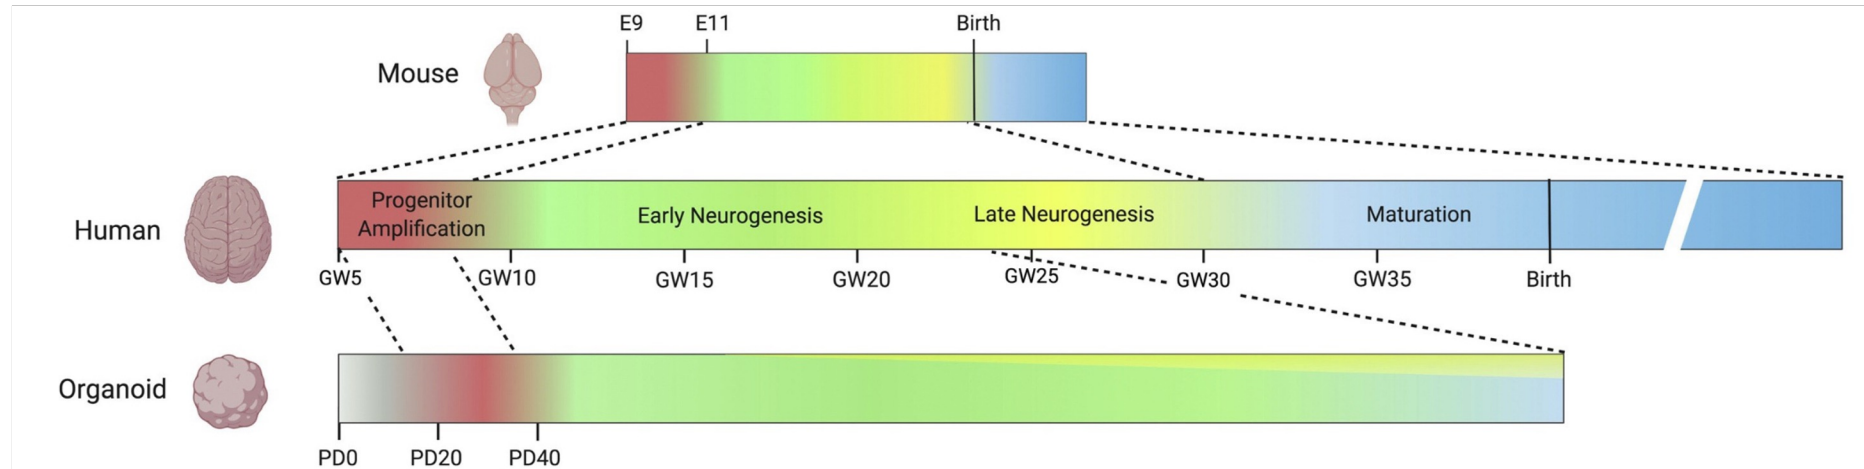 E9 E11 Birth
Mouse
Progenitor
Amplification
Early Neurogenesis Late Neurogenesis Maturation
Human
GW5 GW10 GW15 GW20 GW25 GW30 GW35 Birth
Organoid
PD0 PD20 PD40